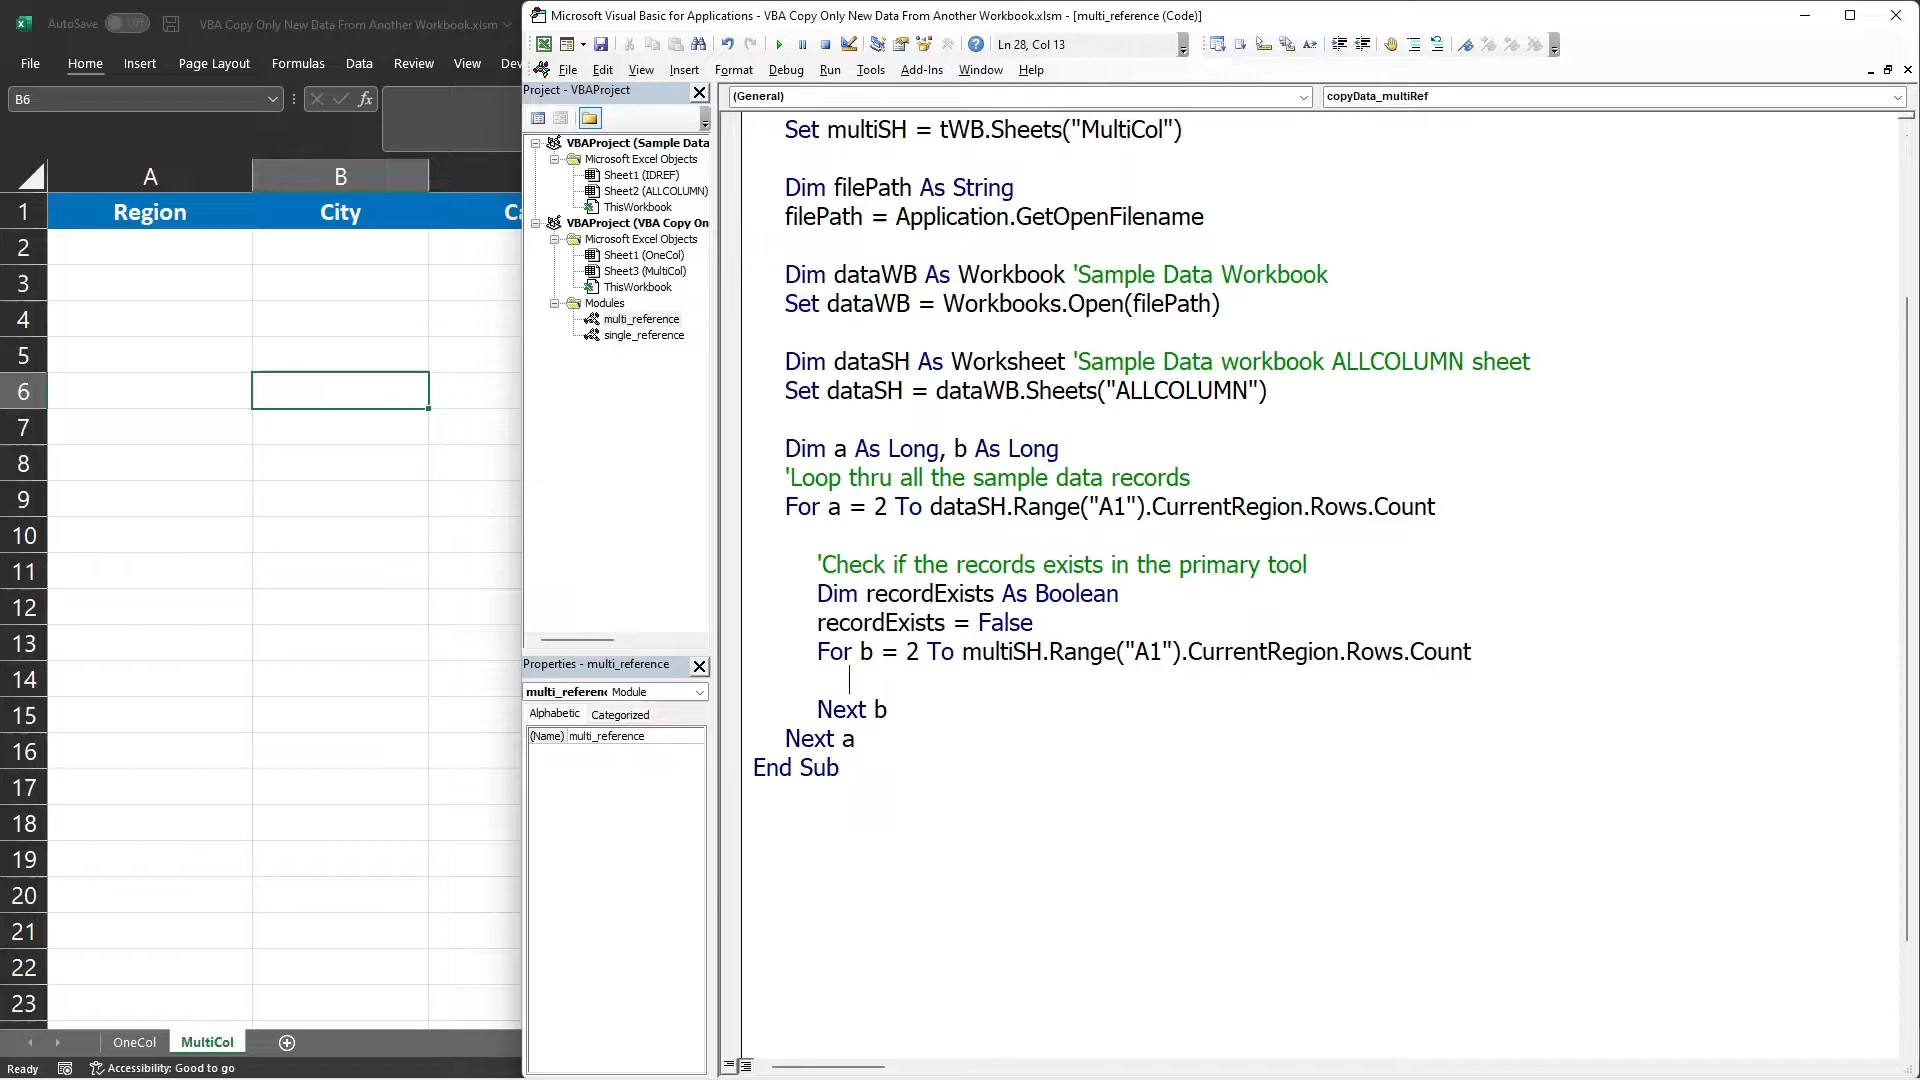 AutoSave Off VBA Copy Only New Data From Another Workbook.xlsm
File Home Insert Page Layout Formulas Data Review View Dev
B6 fx
A B
1 Region City Ca
2
3
4
5
6
7
8
9
10
11
12
13
14
15
16
17
18
19
20
21
22
23
OneCol MultiCol
Ready Accessibility: Good to go
Microsoft Visual Basic for Applications - VBA Copy Only New Data From Another Workbook.xlsm - [multi_reference (Code)]
Ln 28, Col 13
File Edit View Insert Format Debug Run Tools Add-Ins Window Help
Project - VBAProject
VBAProject (Sample Data
Microsoft Excel Objects
Sheet1 (IDREF)
Sheet2 (ALLCOLUMN)
ThisWorkbook
VBAProject (VBA Copy On
Microsoft Excel Objects
Sheet1 (OneCol)
Sheet3 (MultiCol)
ThisWorkbook
Modules
multi_reference
single_reference
Properties - multi_reference
multi_referenc Module
Alphabetic Categorized
(Name) multi_reference
(General) copyData_multiRef
Set multiSH = tWB.Sheets("MultiCol")
Dim filePath As String
filePath = Application.GetOpenFilename
Dim dataWB As Workbook 'Sample Data Workbook
Set dataWB = Workbooks.Open(filePath)
Dim dataSH As Worksheet 'Sample Data workbook ALLCOLUMN sheet
Set dataSH = dataWB.Sheets("ALLCOLUMN")
Dim a As Long, b As Long
'Loop thru all the sample data records
For a = 2 To dataSH.Range("A1").CurrentRegion.Rows.Count
'Check if the records exists in the primary tool
Dim recordExists As Boolean
recordExists = False
For b = 2 To multiSH.Range("A1").CurrentRegion.Rows.Count
Next b
Next a
End Sub